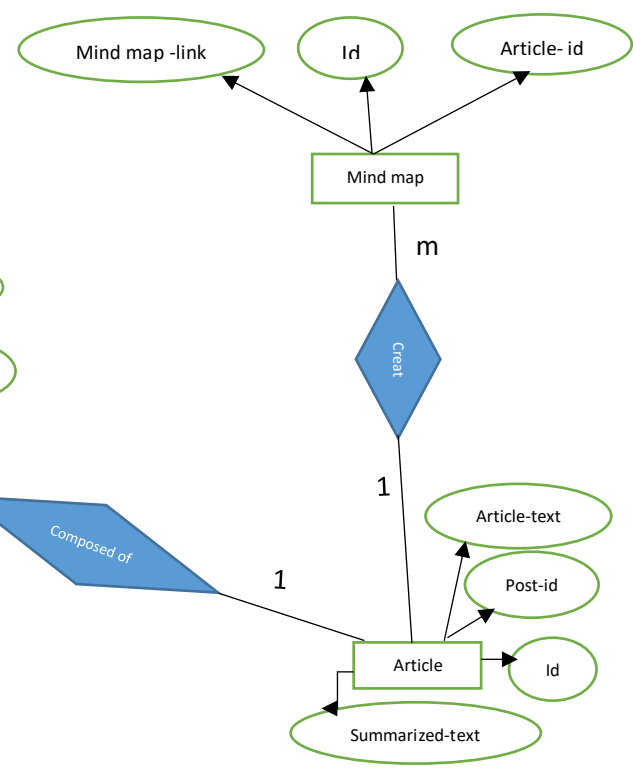 Mind map -link
Id
Article- id
Mind map
m
Creat
1
Article-text
Composed of
1
Post-id
Article
Id
Summarized-text